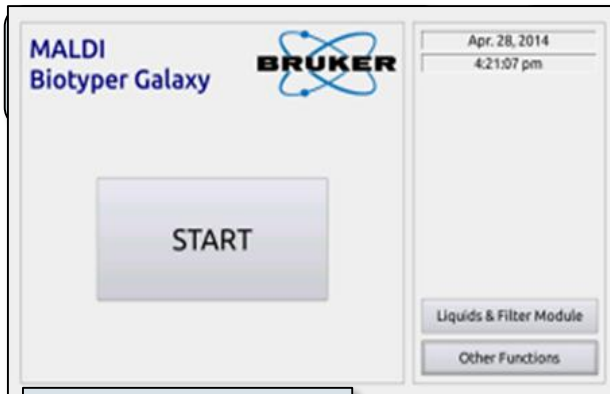 MALDI
Biotyper Galaxy
BRUKER
START
Apr. 28, 2014
4:21:07 pm
Liquids & Filter Module
Other Functions